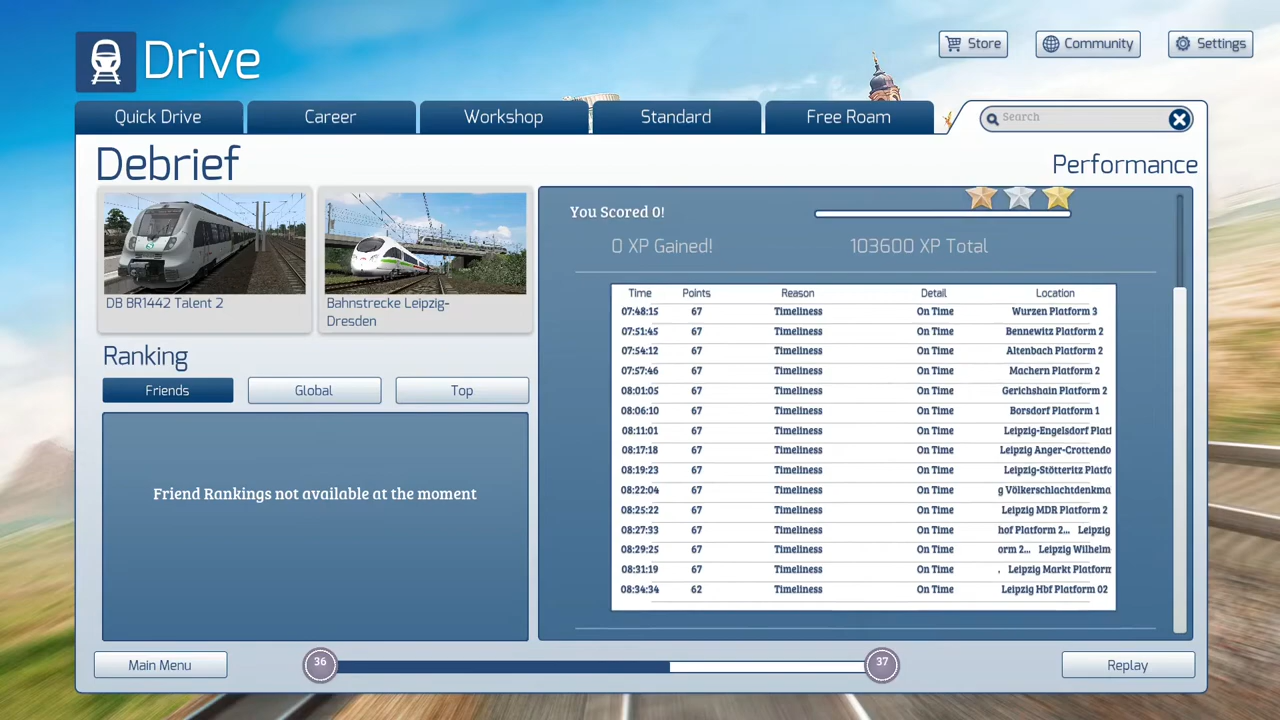 Drive
Store
Community
Settings
Quick Drive
Career
Workshop
Standard
Free Roam
Search
Debrief
Performance
DB BR1442 Talent 2
Bahnstrecke Leipzig-
Dresden
Ranking
Friends
Global
Top
Friend Rankings not available at the moment
You Scored 0!
0 XP Gained!
103600 XP Total
Time Points Reason Detail Location
07:48:15 67 Timeliness On Time Wurzen Platform 3
07:51:45 67 Timeliness On Time Bennewitz Platform 2
07:54:12 67 Timeliness On Time Altenbach Platform 2
07:57:46 67 Timeliness On Time Machern Platform 2
08:01:05 67 Timeliness On Time Gerichshain Platform 2
08:06:10 67 Timeliness On Time Borsdorf Platform 1
08:11:01 67 Timeliness On Time Leipzig-Engelsdorf Platf
08:17:18 67 Timeliness On Time Leipzig Anger-Crottendo
08:19:23 67 Timeliness On Time Leipzig-Stötteritz Platfo
08:22:04 67 Timeliness On Time g Völkerschlachtdenkma
08:25:22 67 Timeliness On Time Leipzig MDR Platform 2
08:27:33 67 Timeliness On Time hof Platform 2... Leipzig
08:29:25 67 Timeliness On Time orm 2... Leipzig Wilhelm
08:31:19 67 Timeliness On Time . Leipzig Markt Platform
08:34:34 62 Timeliness On Time Leipzig Hbf Platform 02
Main Menu
36
37
Replay